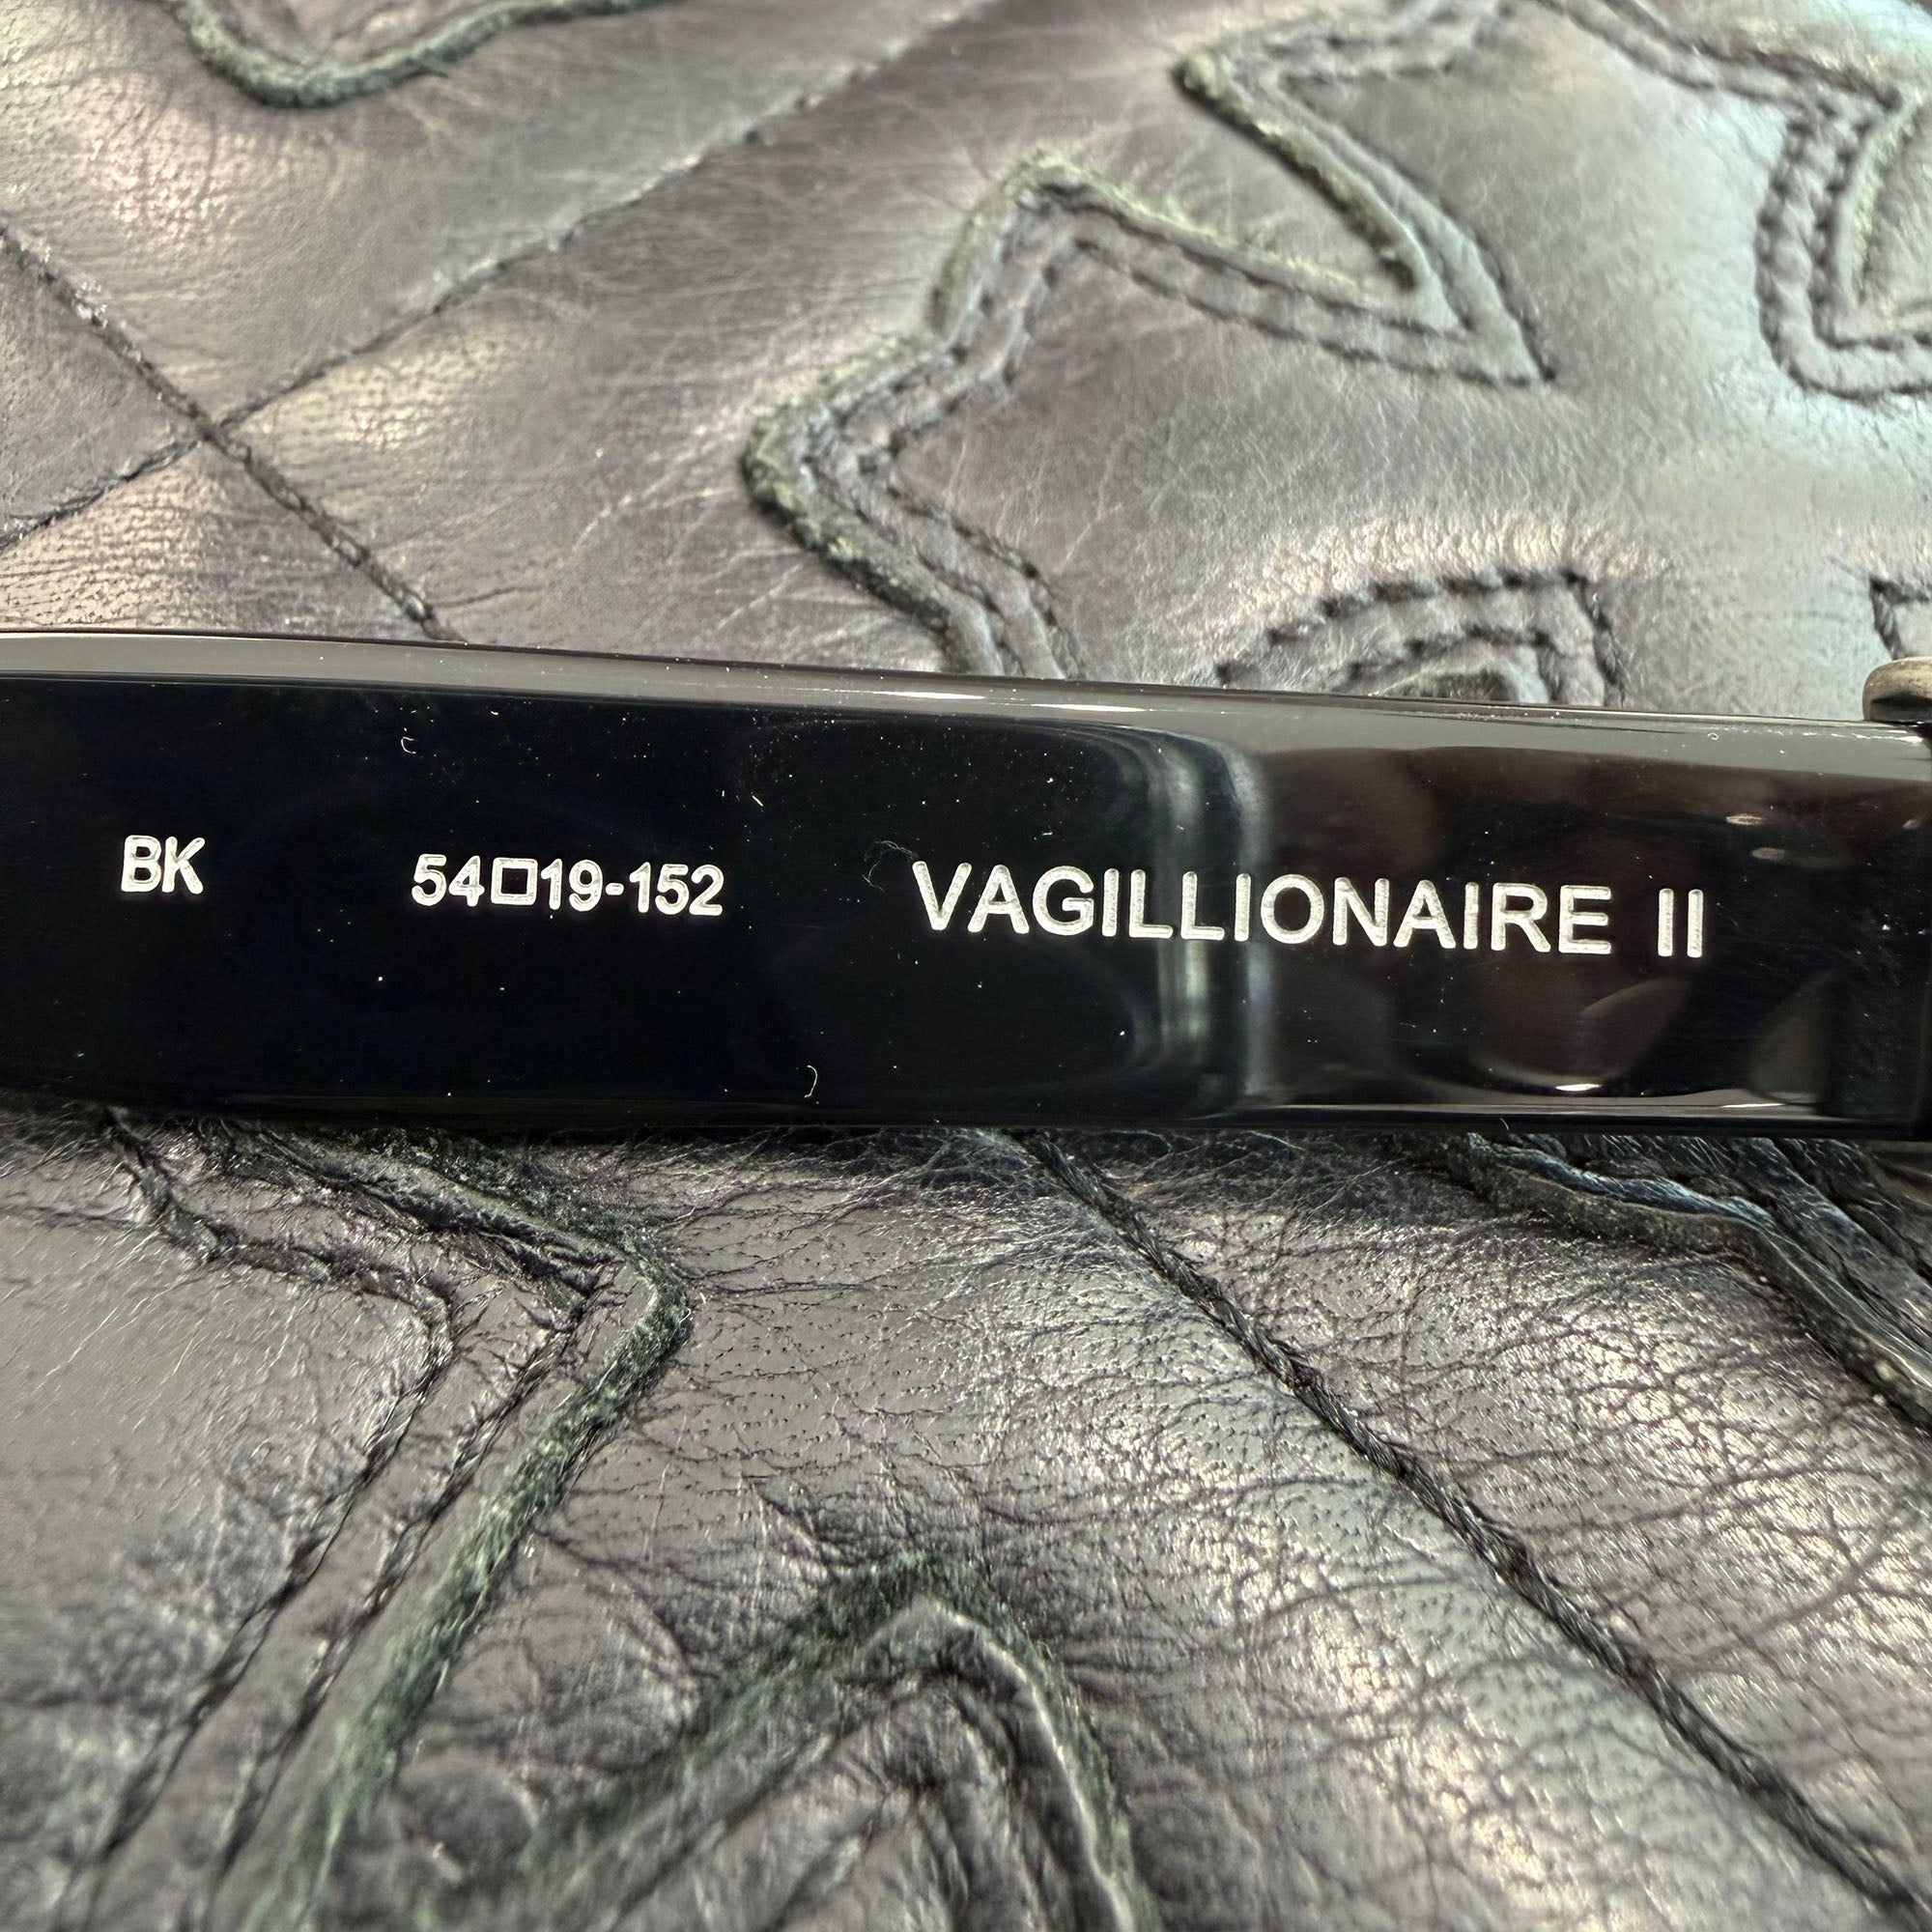 BK 54□19-152 VAGILLIONAIRE II